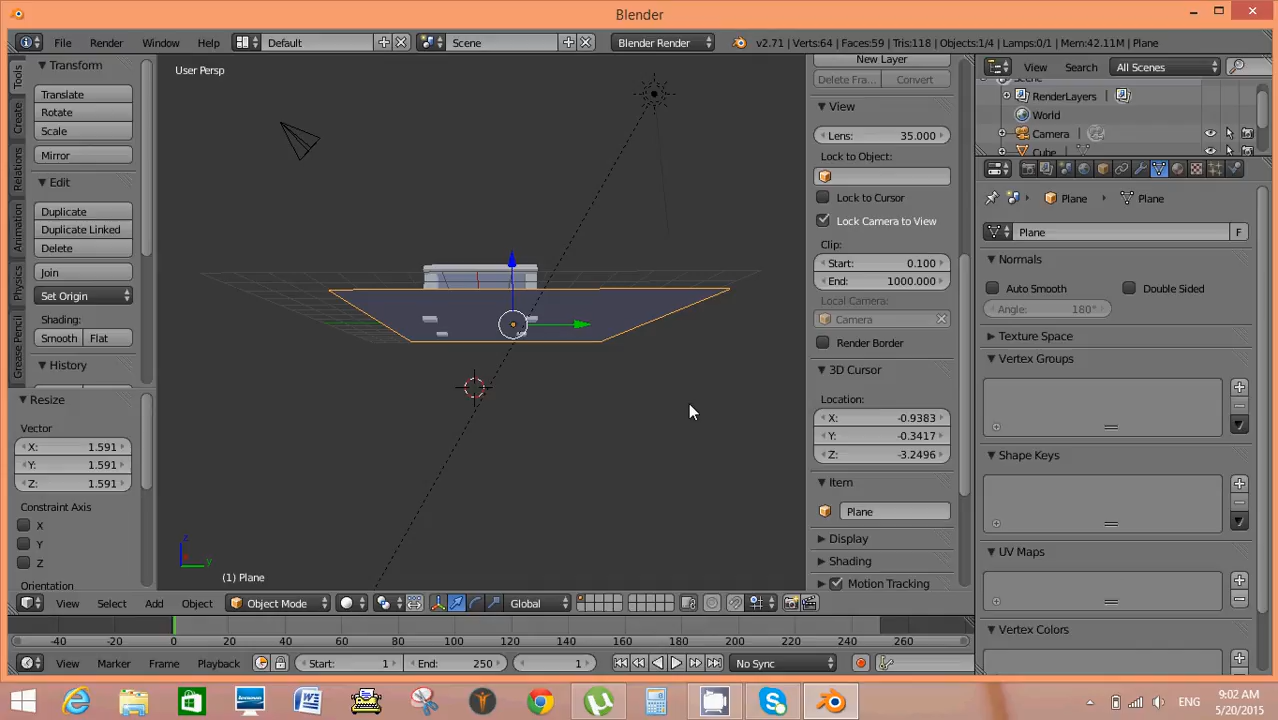 Blender
File Render Window Help Default Scene Blender Render v2.71 | Verts:64 | Faces:59 | Tris:118 | Objects:1/4 | Lamps:0/1 | Mem:42.11M | Plane
Tools
Create
Relations
Animation
Physics
Grease Pencil
Transform
Translate
Rotate
Scale
Mirror
Edit
Duplicate
Duplicate Linked
Delete
Join
Set Origin
Shading:
Smooth Flat
History
Resize
Vector
X: 1.591
Y: 1.591
Z: 1.591
Constraint Axis
X
Y
Z
Orientation
User Persp
z
y
(1) Plane
New Layer
Delete Fra... Convert
View
Lens: 35.000
Lock to Object:
Lock to Cursor
Lock Camera to View
Clip:
Start: 0.100
End: 1000.000
Local Camera:
Camera
Render Border
3D Cursor
Location:
X: -0.9383
Y: -0.3417
Z: -3.2496
Item
Plane
Display
Shading
Motion Tracking
View Search All Scenes
Scene
RenderLayers
World
Camera
Cube
Plane Plane
Plane F
Normals
Auto Smooth Double Sided
Angle: 180°
Texture Space
Vertex Groups
Shape Keys
UV Maps
Vertex Colors
View Select Add Object Object Mode Global
-40 -20 0 20 40 60 80 100 120 140 160 180 200 220 240 260
View Marker Frame Playback Start: 1 End: 250 1 No Sync
ENG
9:02 AM
5/20/2015